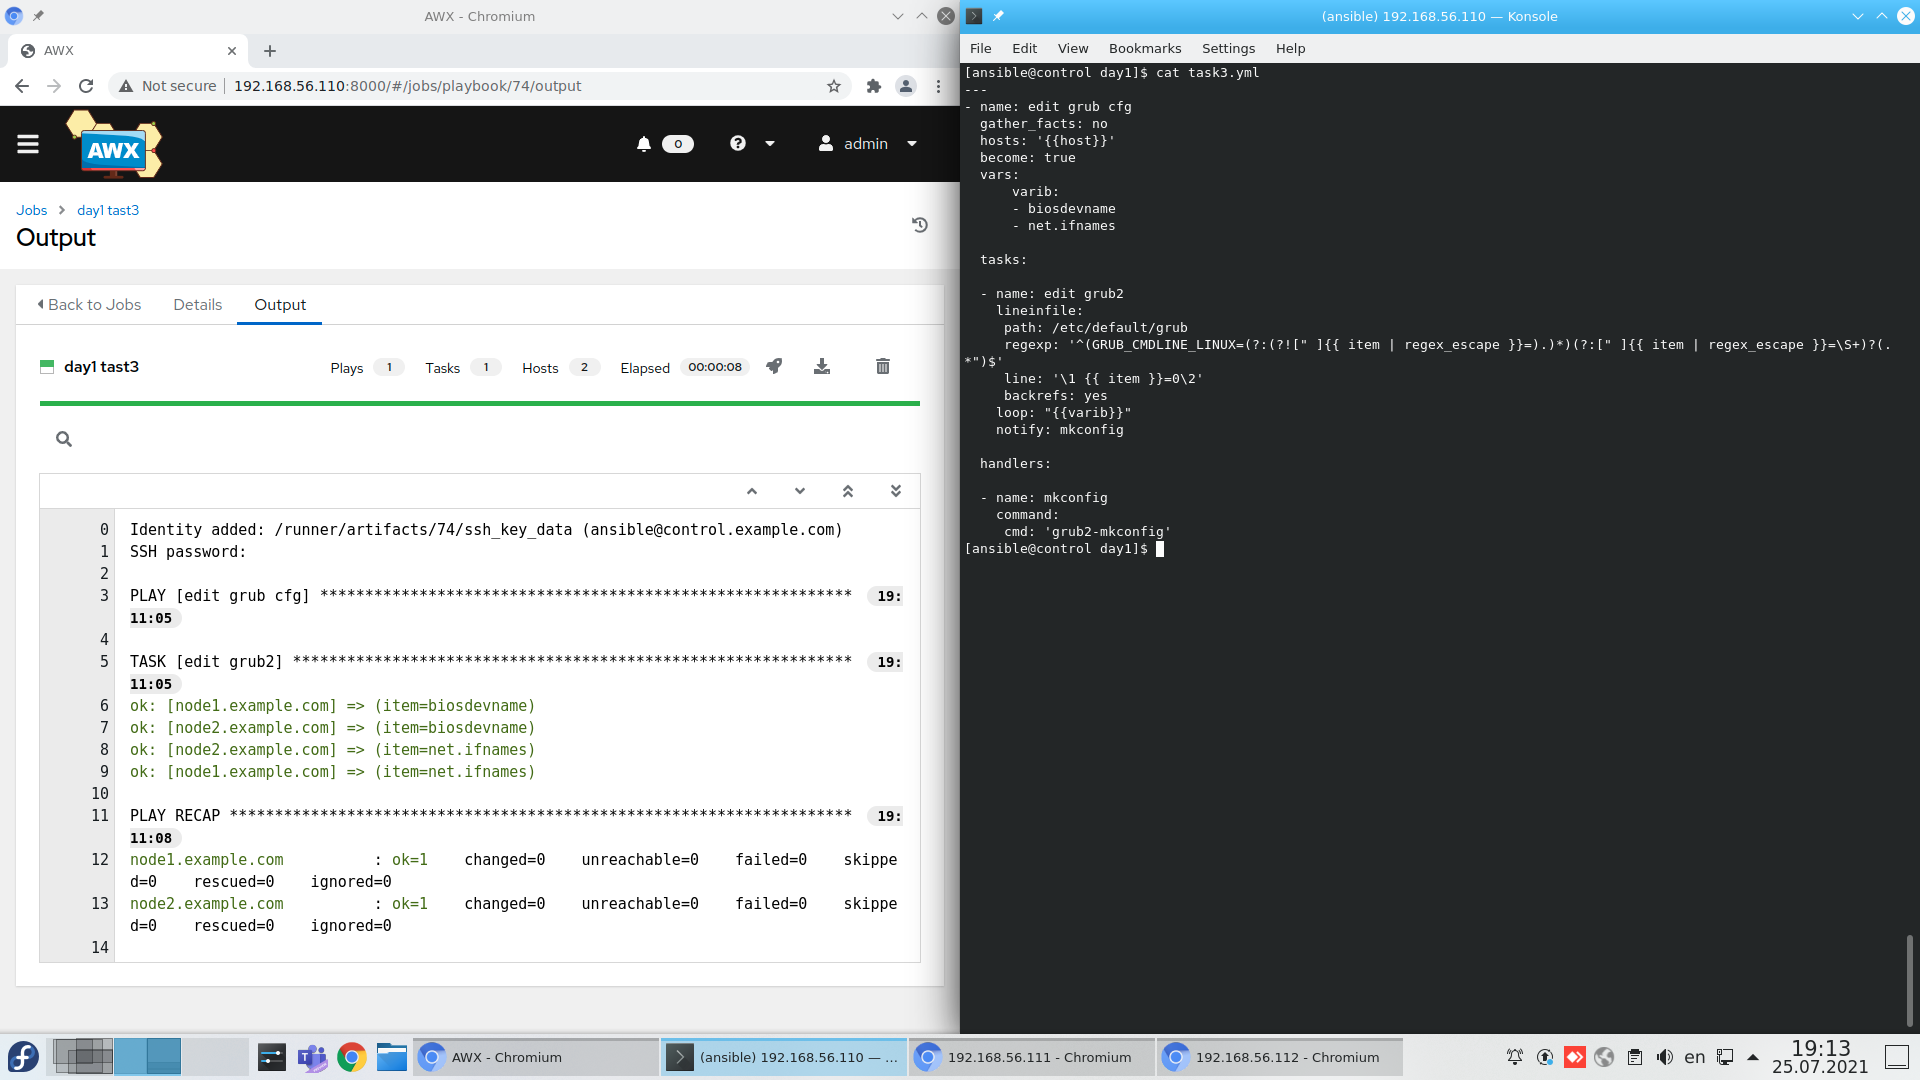 AWX - Chromium
AWX
Not secure | 192.168.56.110:8000/#/jobs/playbook/74/output
AWX
0
admin
Jobs > day1 tast3
Output
Back to Jobs Details Output
day1 tast3 Plays 1 Tasks 1 Hosts 2 Elapsed 00:00:08
0 Identity added: /runner/artifacts/74/ssh_key_data (ansible@control.example.com)
1 SSH password:
2
3 PLAY [edit grub cfg] *********************************************************** 19:
11:05
4
5 TASK [edit grub2] ************************************************************** 19:
11:05
6 ok: [node1.example.com] => (item=biosdevname)
7 ok: [node2.example.com] => (item=biosdevname)
8 ok: [node2.example.com] => (item=net.ifnames)
9 ok: [node1.example.com] => (item=net.ifnames)
10
11 PLAY RECAP ********************************************************************* 19:
11:08
12 node1.example.com : ok=1 changed=0 unreachable=0 failed=0 skippe
d=0 rescued=0 ignored=0
13 node2.example.com : ok=1 changed=0 unreachable=0 failed=0 skippe
d=0 rescued=0 ignored=0
14
(ansible) 192.168.56.110 — Konsole
File Edit View Bookmarks Settings Help
[ansible@control day1]$ cat task3.yml
---
- name: edit grub cfg
  gather_facts: no
  hosts: '{{host}}'
  become: true
  vars:
      varib:
      - biosdevname
      - net.ifnames
  tasks:
  - name: edit grub2
    lineinfile:
     path: /etc/default/grub
     regexp: '^(GRUB_CMDLINE_LINUX=(?:(?![" ]{{ item | regex_escape }}=).)*)(?:[" ]{{ item | regex_escape }}=\S+)?(.
*")$'
     line: '\1 {{ item }}=0\2'
     backrefs: yes
    loop: "{{varib}}"
    notify: mkconfig
  handlers:
  - name: mkconfig
    command:
     cmd: 'grub2-mkconfig'
[ansible@control day1]$
AWX - Chromium
(ansible) 192.168.56.110 — ...
192.168.56.111 - Chromium
192.168.56.112 - Chromium
en
19:13
25.07.2021